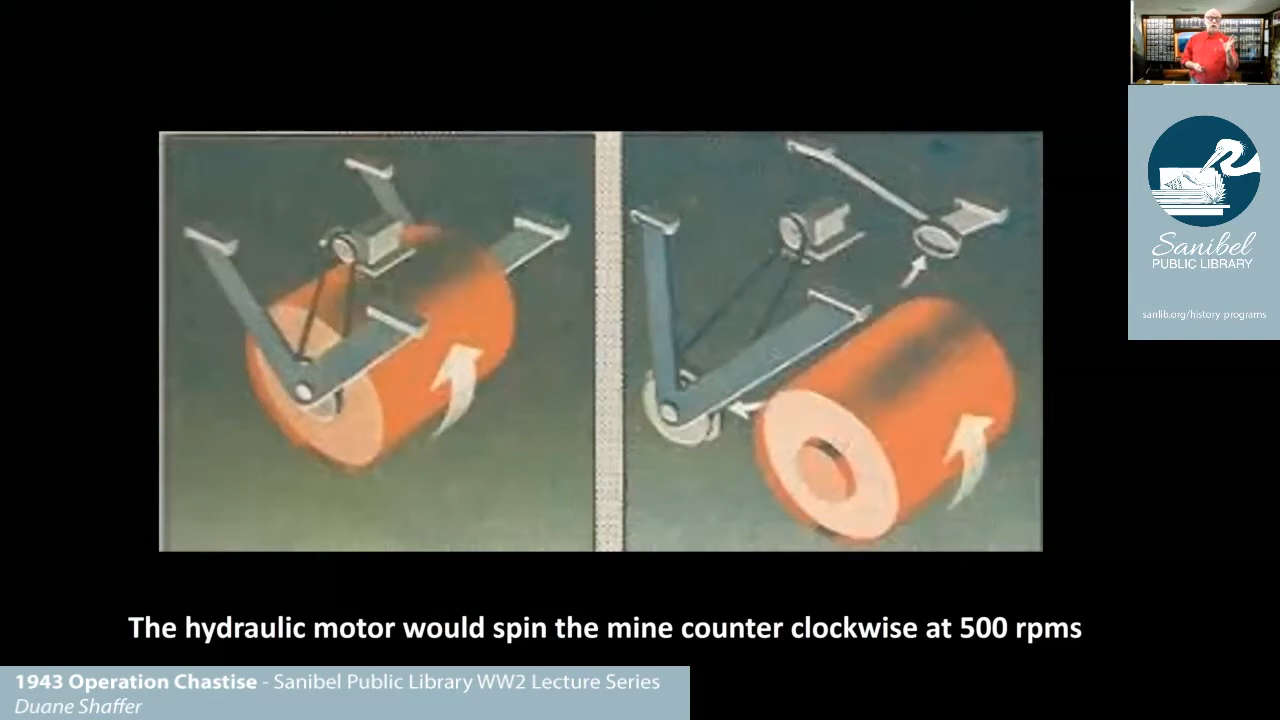 Sanibel
PUBLIC LIBRARY
sanlib.org/history-programs
The hydraulic motor would spin the mine counter clockwise at 500 rpms
1943 Operation Chastise - Sanibel Public Library WW2 Lecture Series
Duane Shaffer